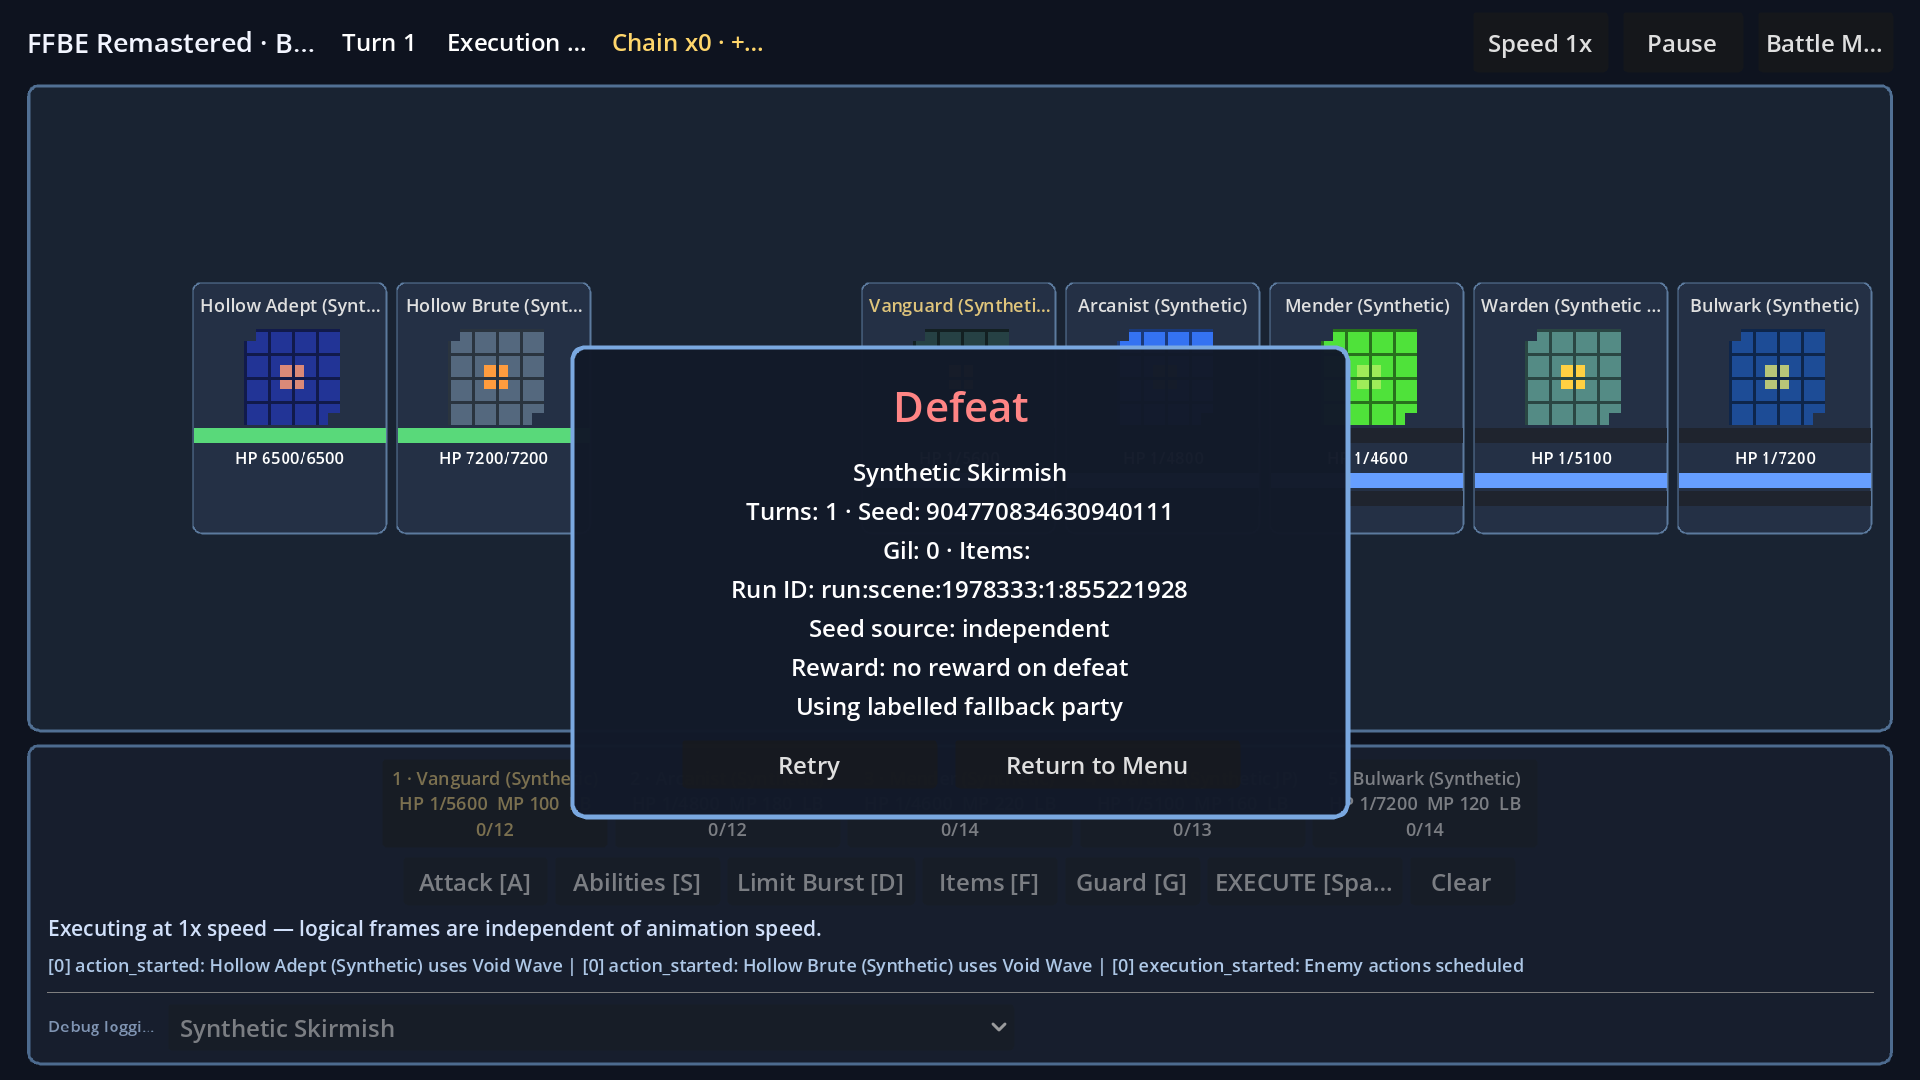 FFBE Remastered · B...
Turn 1
Execution ...
Chain x0 · +...
Speed 1x
Pause
Battle M...
Hollow Adept (Synt...
HP 6500/6500
Hollow Brute (Synt...
HP 7200/7200
Vanguard (Syntheti...
Arcanist (Synthetic)
Mender (Synthetic)
1/4600
Warden (Synthetic ...
HP 1/5100
Bulwark (Synthetic)
HP 1/7200
Defeat
Synthetic Skirmish
Turns: 1 · Seed: 904770834630940111
Gil: 0 · Items:
Run ID: run:scene:1978333:1:855221928
Seed source: independent
Reward: no reward on defeat
Using labelled fallback party
Retry
Return to Menu
1 · Vanguard (Synthe
HP 1/5600 MP 100
0/12
0/12
0/14
0/13
Bulwark (Synthetic)
1/7200 MP 120 LB
0/14
Attack [A]
Abilities [S]
Limit Burst [D]
Items [F]
Guard [G]
EXECUTE [Spa...
Clear
Executing at 1x speed — logical frames are independent of animation speed.
[0] action_started: Hollow Adept (Synthetic) uses Void Wave | [0] action_started: Hollow Brute (Synthetic) uses Void Wave | [0] execution_started: Enemy actions scheduled
Debug loggi...
Synthetic Skirmish